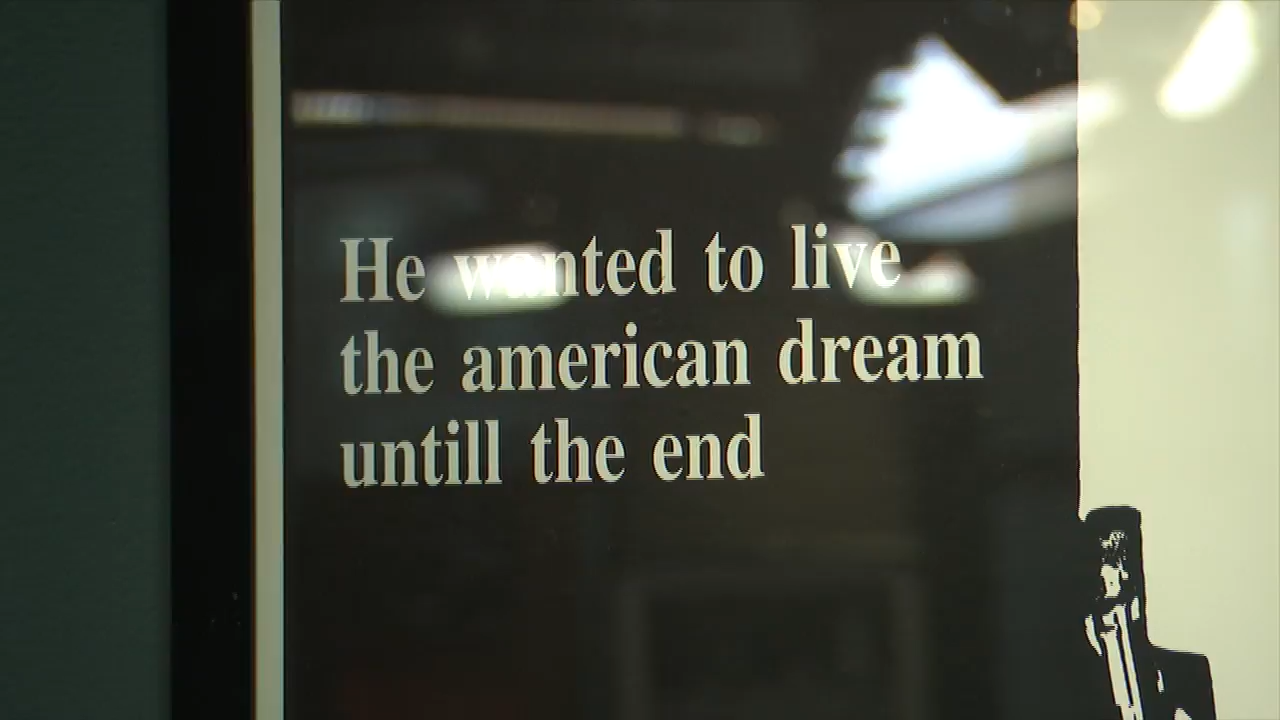 He wanted to live
the american dream
untill the end